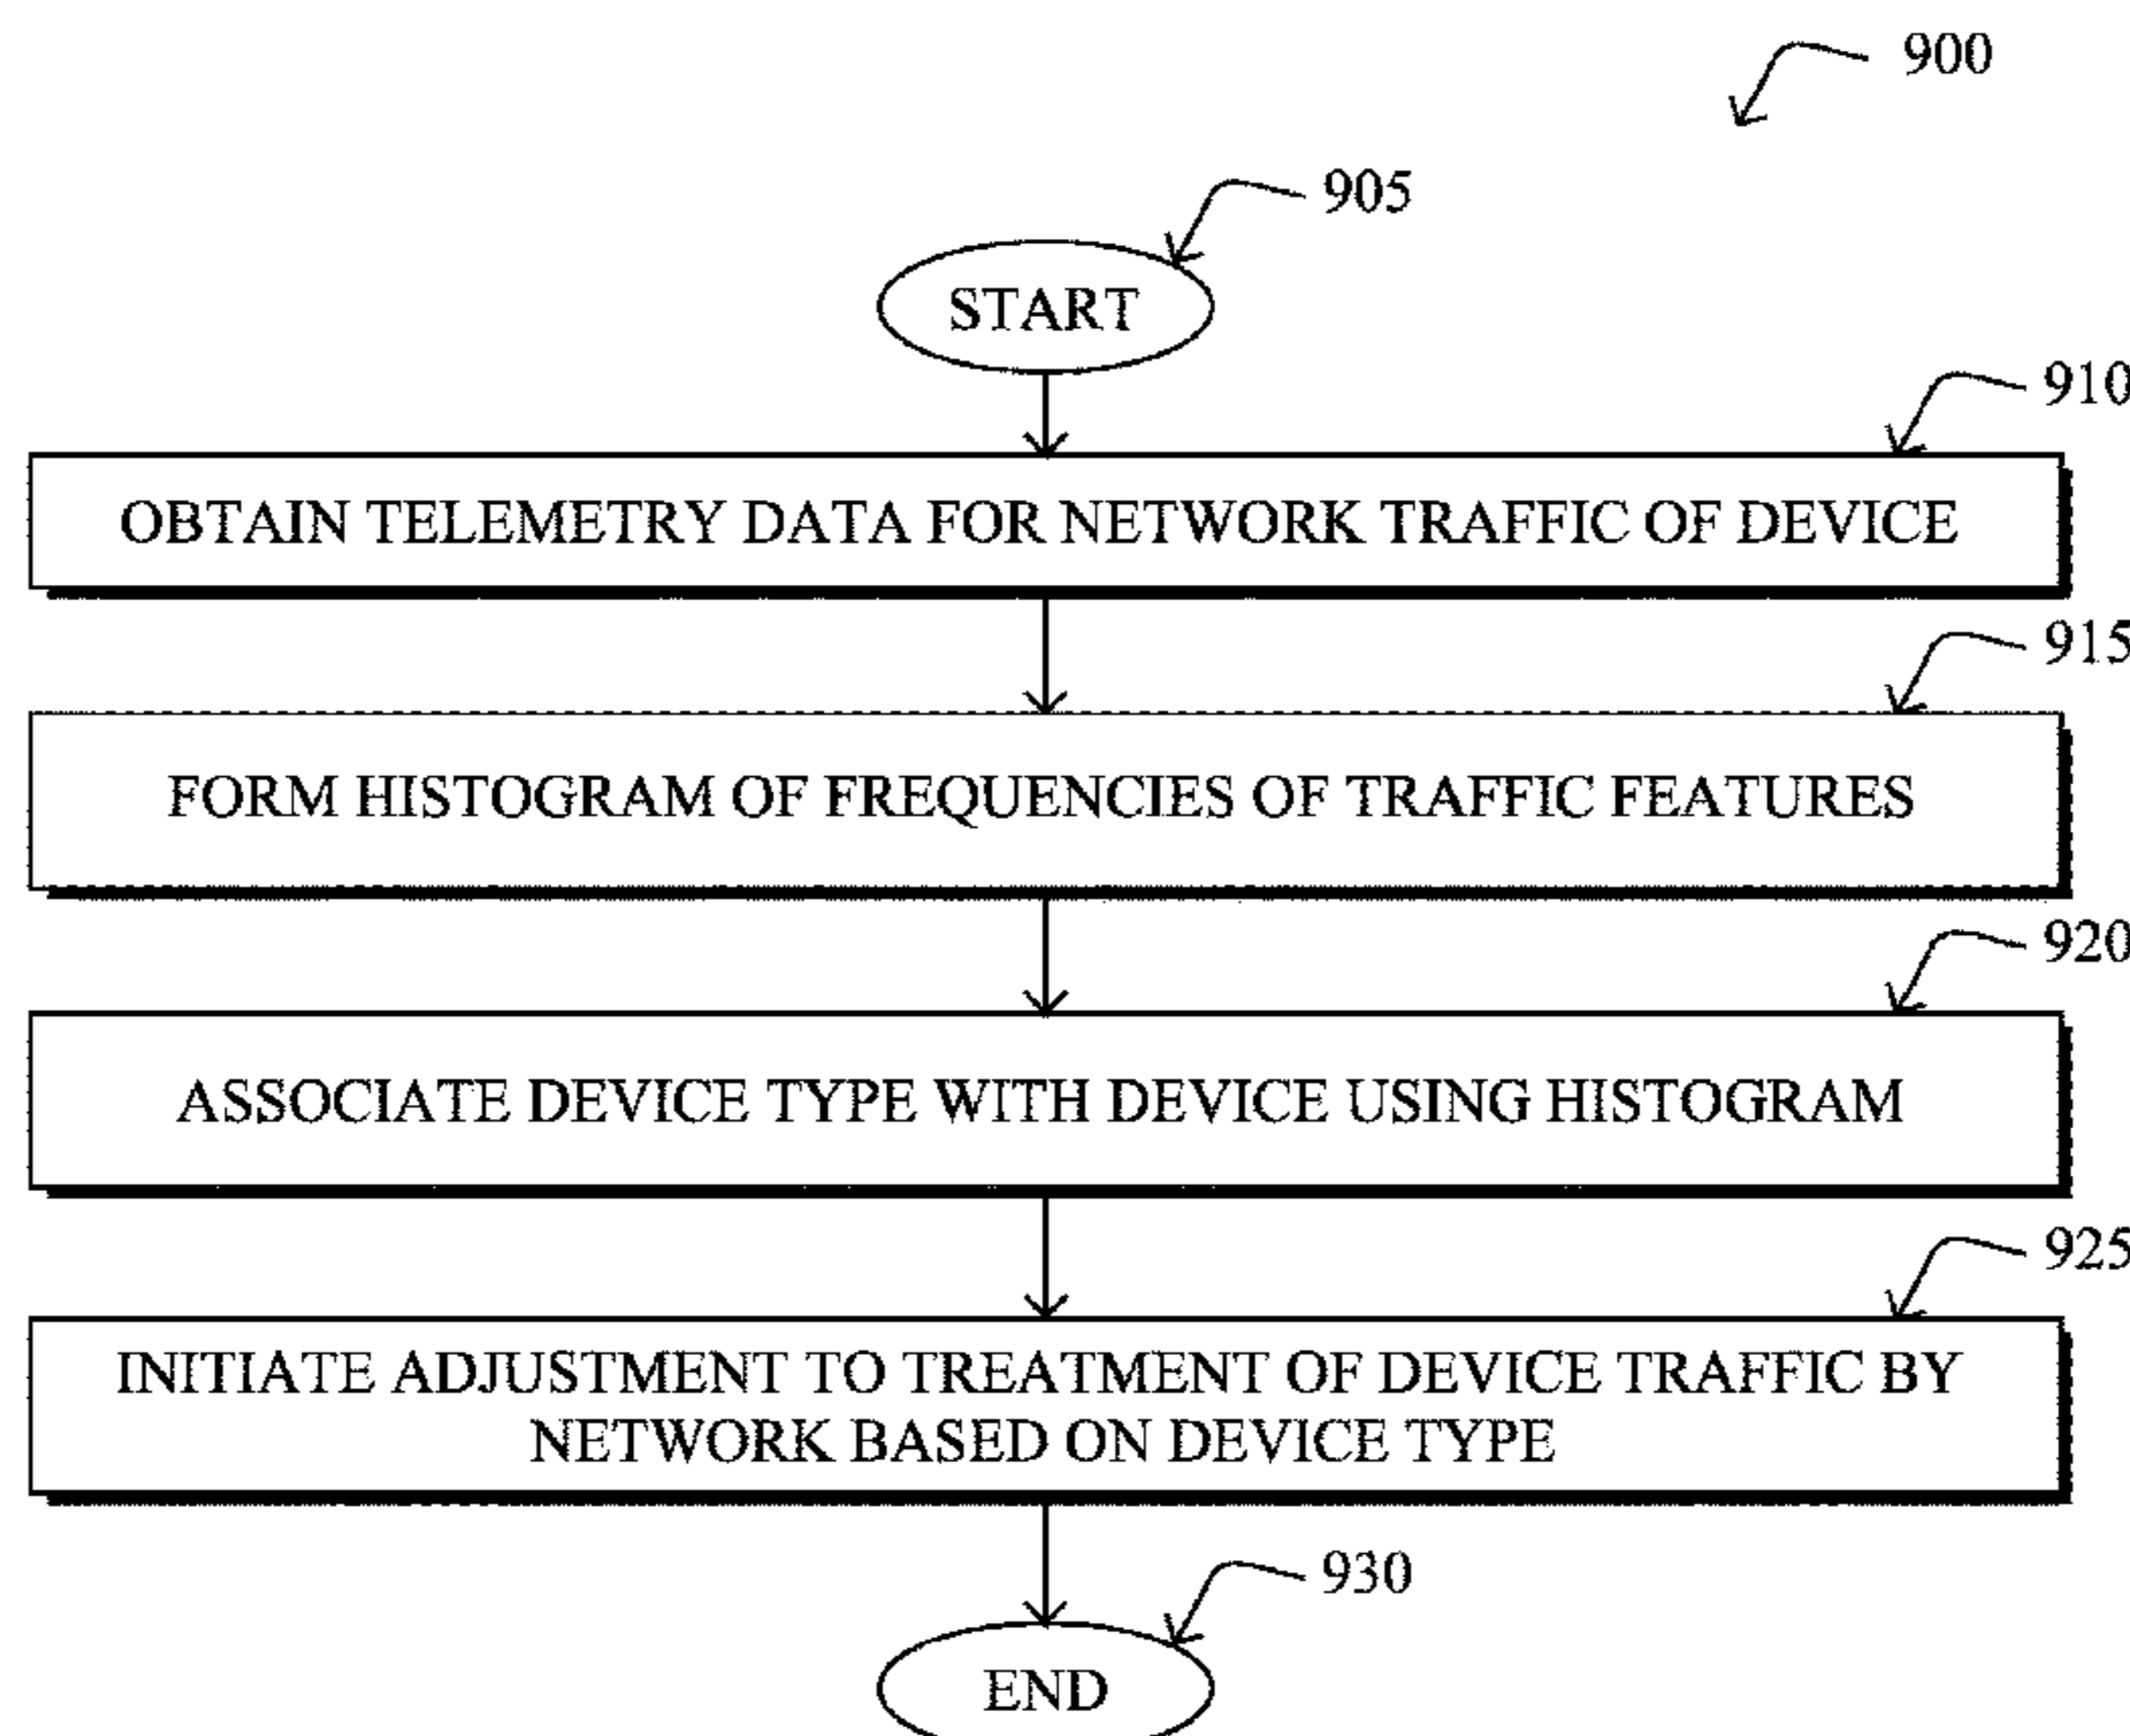 900
905
START
910
OBTAIN TELEMETRY DATA FOR NETWORK TRAFFIC OF DEVICE
915
FORM HISTOGRAM OF FREQUENCIES OF TRAFFIC FEATURES
920
ASSOCIATE DEVICE TYPE WITH DEVICE USING HISTOGRAM
925
INITIATE ADJUSTMENT TO TREATMENT OF DEVICE TRAFFIC BY
NETWORK BASED ON DEVICE TYPE
930
END